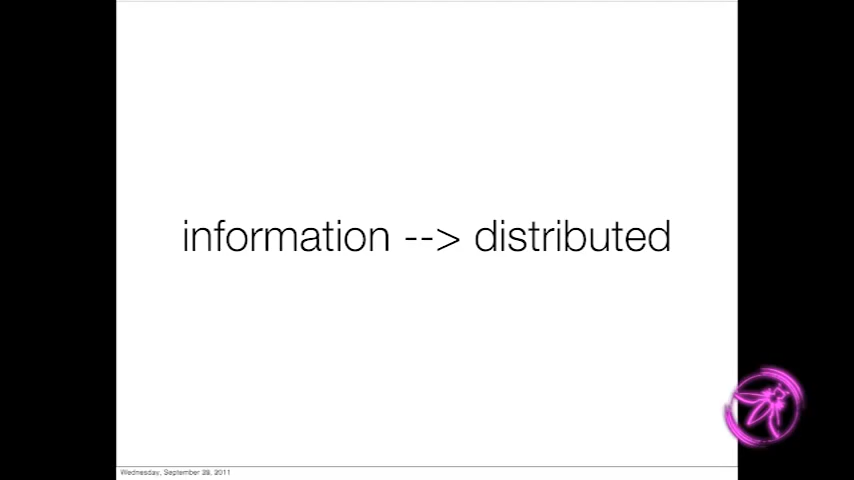 information --> distributed
Wednesday, September 28, 2011